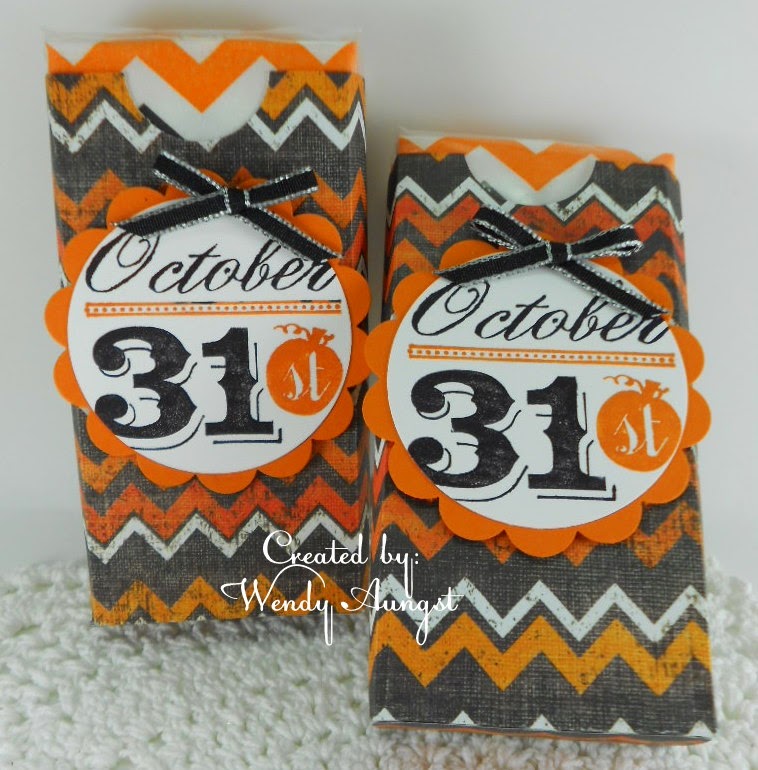 October
31st
October
31st
Created by:
Wendy Aungst